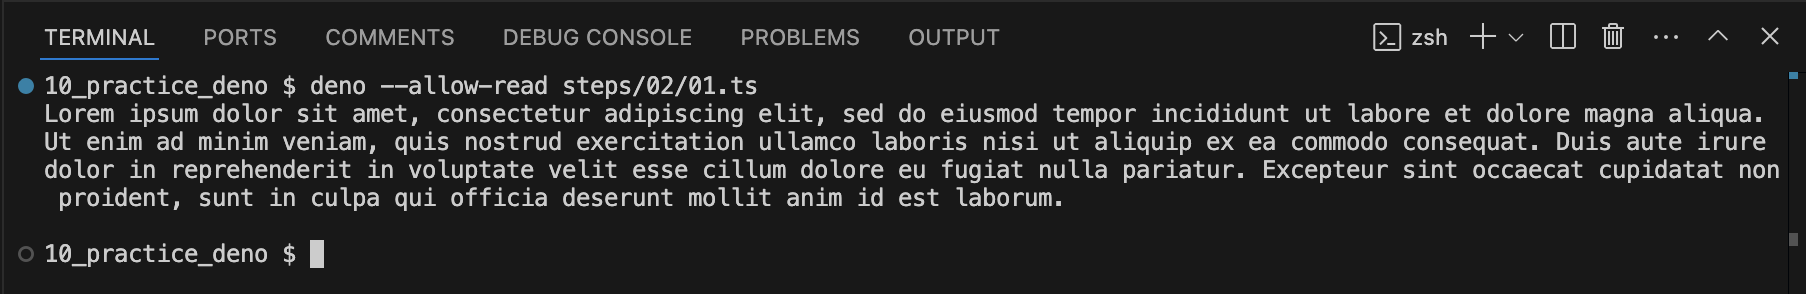 TERMINAL PORTS COMMENTS DEBUG CONSOLE PROBLEMS OUTPUT zsh
10_practice_deno $ deno --allow-read steps/02/01.ts
Lorem ipsum dolor sit amet, consectetur adipiscing elit, sed do eiusmod tempor incididunt ut labore et dolore magna aliqua.
Ut enim ad minim veniam, quis nostrud exercitation ullamco laboris nisi ut aliquip ex ea commodo consequat. Duis aute irure
dolor in reprehenderit in voluptate velit esse cillum dolore eu fugiat nulla pariatur. Excepteur sint occaecat cupidatat non
proident, sunt in culpa qui officia deserunt mollit anim id est laborum.
10_practice_deno $